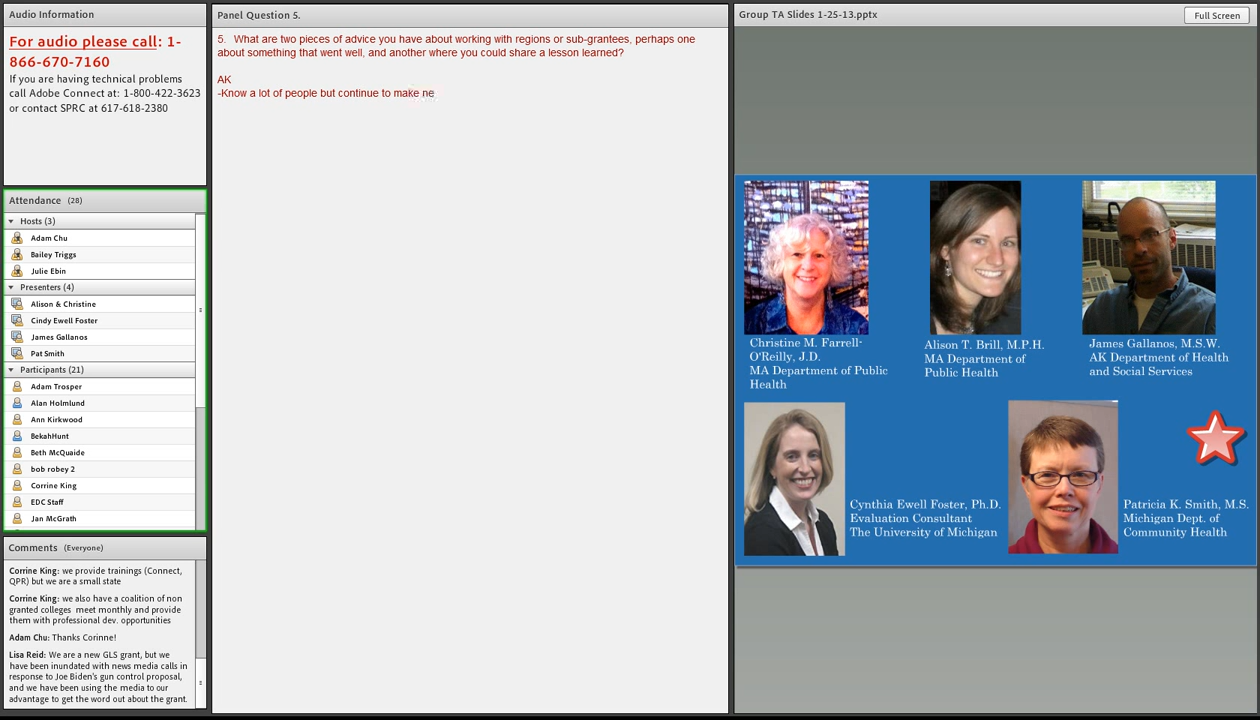 Audio Information
For audio please call: 1-
866-670-7160
If you are having technical problems
call Adobe Connect at: 1-800-422-3623
or contact SPRC at 617-618-2380
Attendance (28)
Hosts (3)
Adam Chu
Bailey Triggs
Julie Ebin
Presenters (4)
Alison & Christine
Cindy Ewell Foster
James Gallanos
Pat Smith
Participants (21)
Adam Trosper
Alan Holmlund
Ann Kirkwood
BekahHunt
Beth McQuaide
bob robey 2
Corrine King
EDC Staff
Jan McGrath
Comments (Everyone)
Corrine King: we provide trainings (Connect,
QPR) but we are a small state
Corrine King: we also have a coalition of non
granted colleges meet monthly and provide
them with professional dev. opportunities
Adam Chu: Thanks Corinne!
Lisa Reid: We are a new GLS grant, but we
have been inundated with news media calls in
response to Joe Biden's gun control proposal,
and we have been using the media to our
advantage to get the word out about the grant.
Panel Question 5.
5. What are two pieces of advice you have about working with regions or sub-grantees, perhaps one
about something that went well, and another where you could share a lesson learned?
AK
-Know a lot of people but continue to make ne
Group TA Slides 1-25-13.pptx
Full Screen
Christine M. Farrell-
O'Reilly, J.D.
MA Department of Public
Health
Alison T. Brill, M.P.H.
MA Department of
Public Health
James Gallanos, M.S.W.
AK Department of Health
and Social Services
Cynthia Ewell Foster, Ph.D.
Evaluation Consultant
The University of Michigan
Patricia K. Smith, M.S.
Michigan Dept. of
Community Health